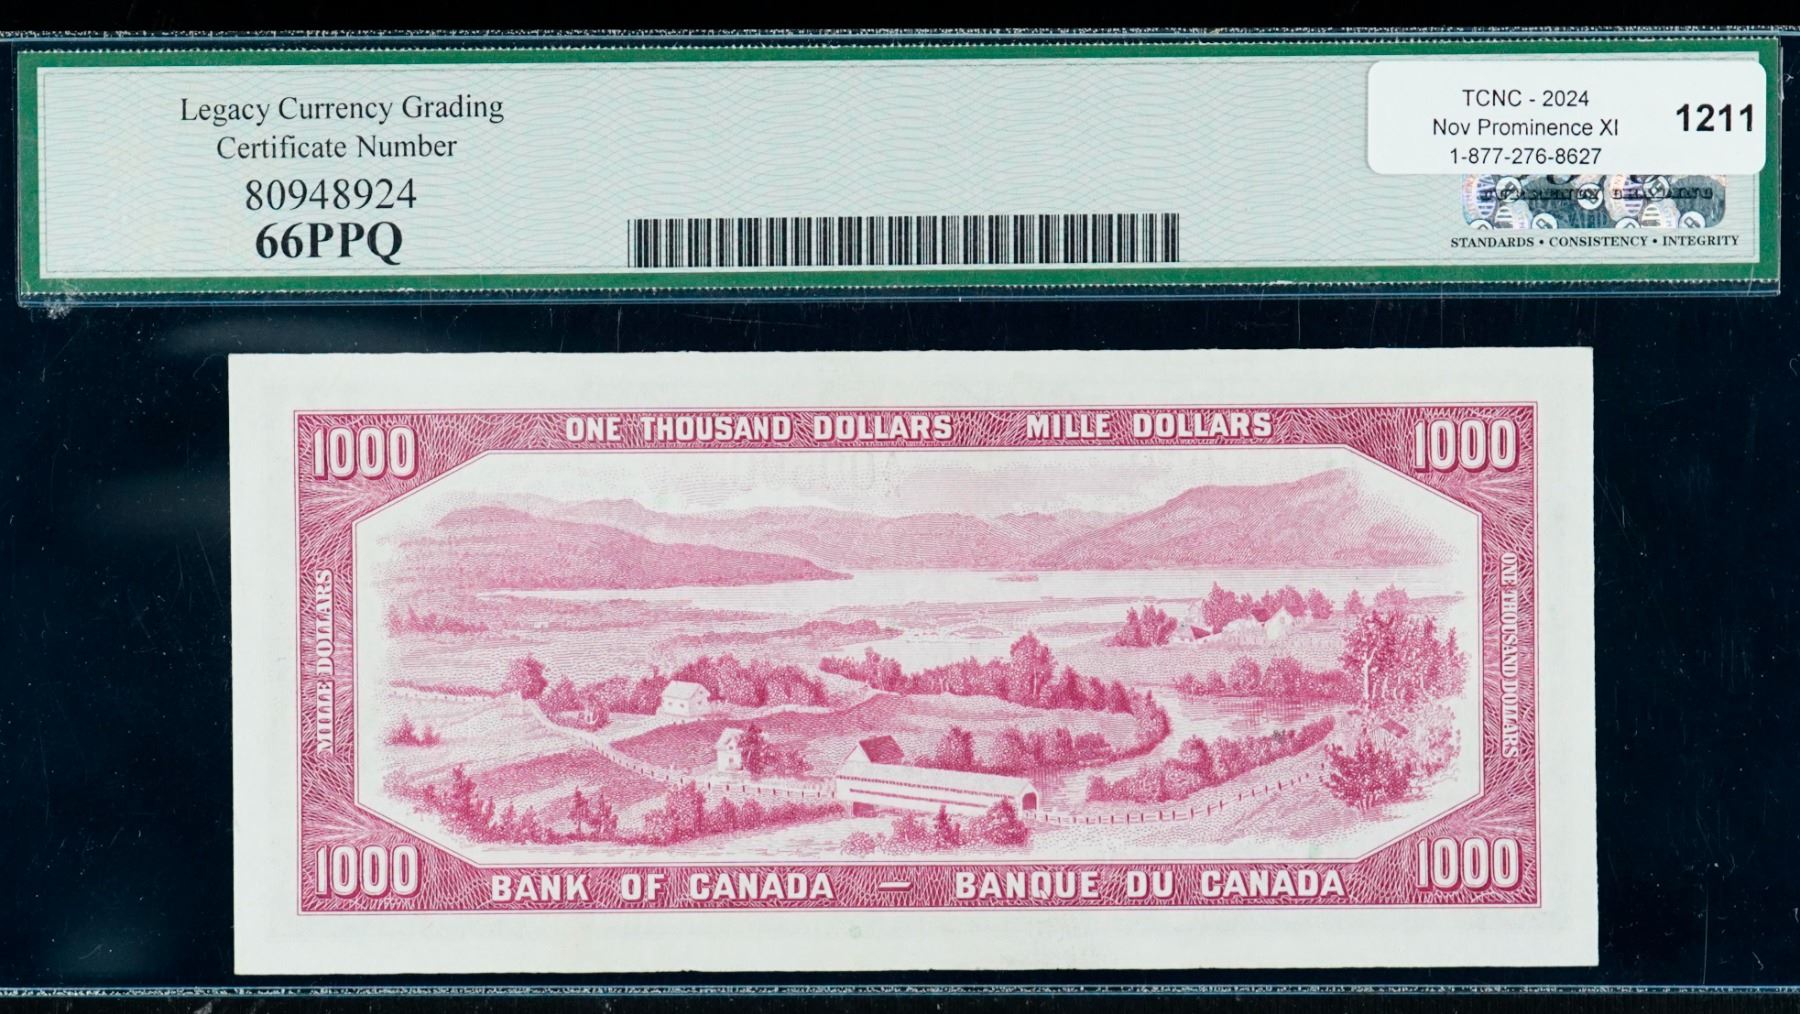 Legacy Currency Grading
Certificate Number
80948924
66PPQ
TCNC - 2024
Nov Prominence XI
1-877-276-8627
1211
STANDARDS • CONSISTENCY • INTEGRITY
1000
ONE THOUSAND DOLLARS MILLE DOLLARS
1000
MILLE DOLLARS
ONE THOUSAND DOLLARS
1000
BANK OF CANADA — BANQUE DU CANADA
1000